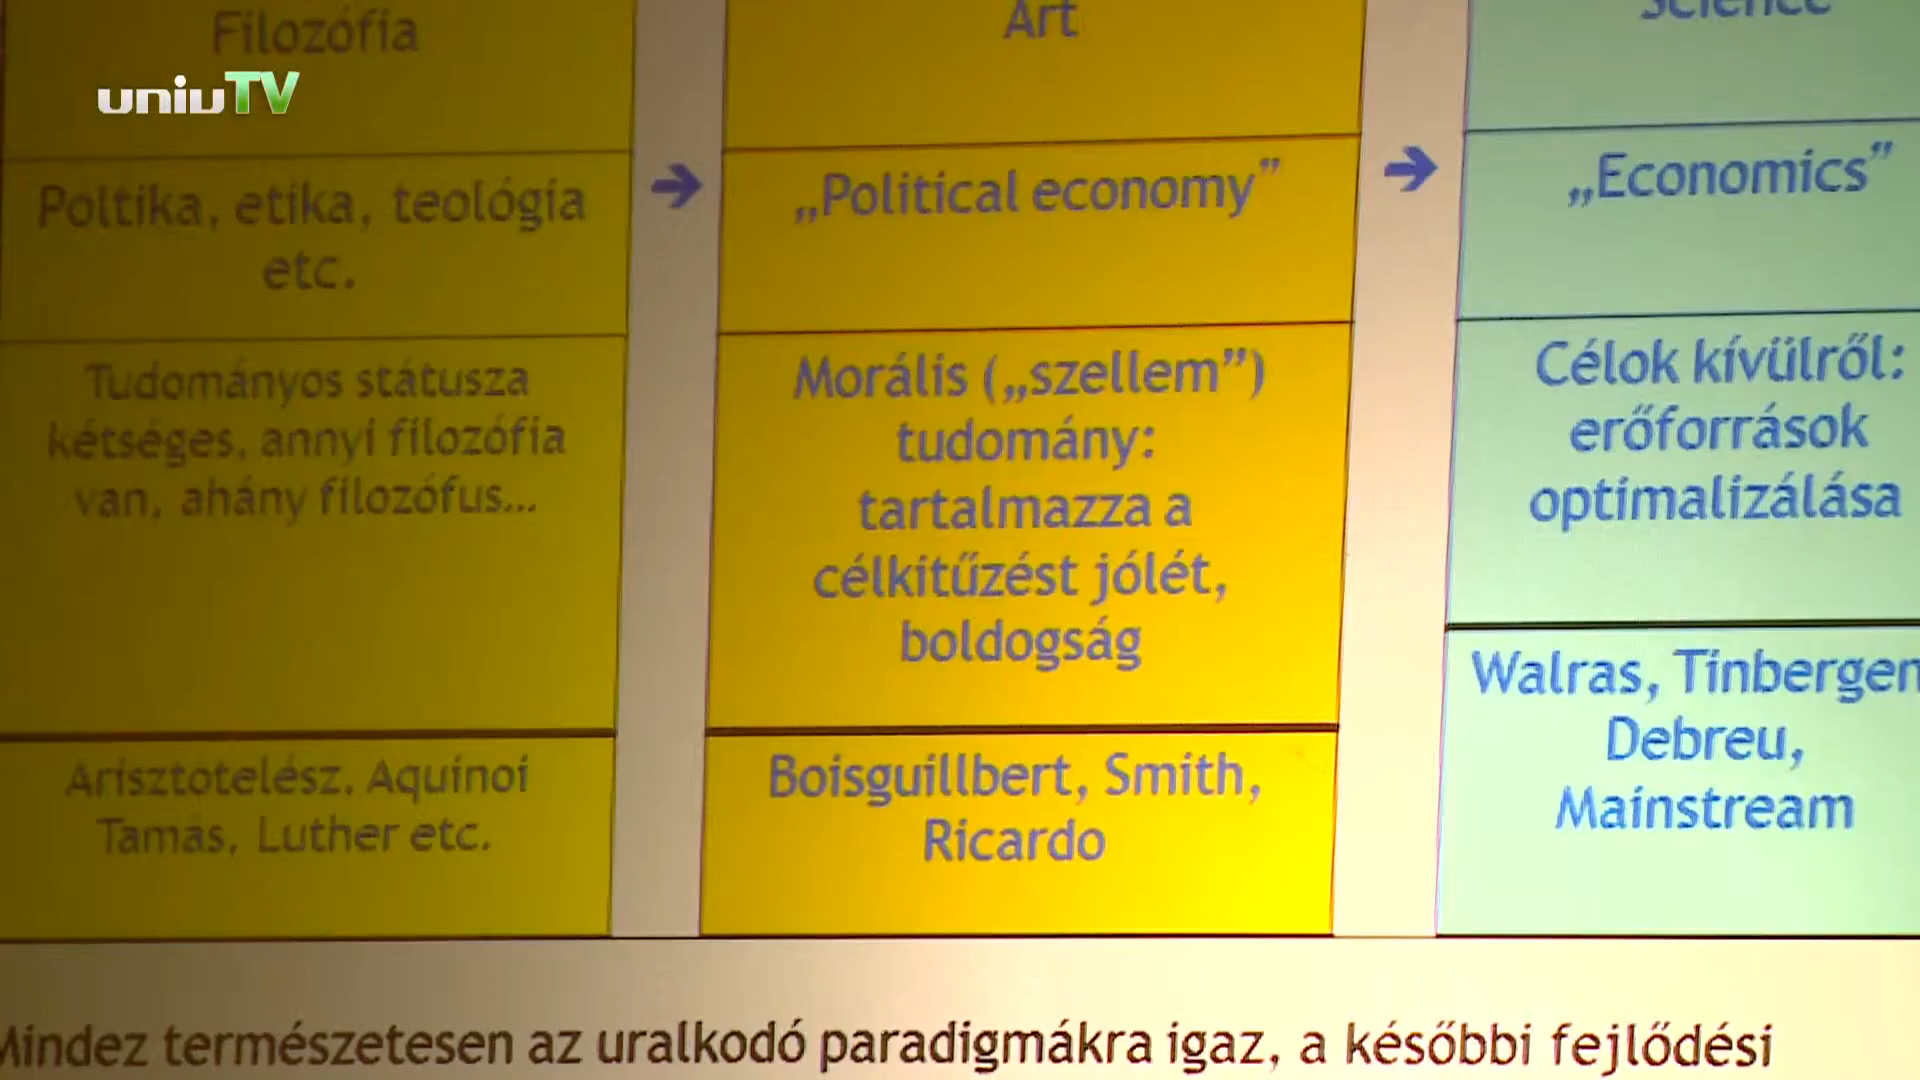 Filozófia
uniuTV
Poltika, etika, teológia
etc.
Tudományos státusza
kétséges, annyi filozófia
van, ahány filozófus...
Arisztotelész, Aquinoi
Tamás, Luther etc.
Art
„Political economy”
Morális („szellem”)
tudomány:
tartalmazza a
célkitűzést jólét,
boldogság
Boisguillbert, Smith,
Ricardo
Science
„Economics”
Célok kívülről:
erőforrások
optimalizálása
Walras, Tinbergen
Debreu,
Mainstream
Mindez természetesen az uralkodó paradigmákra igaz, a későbbi fejlődési